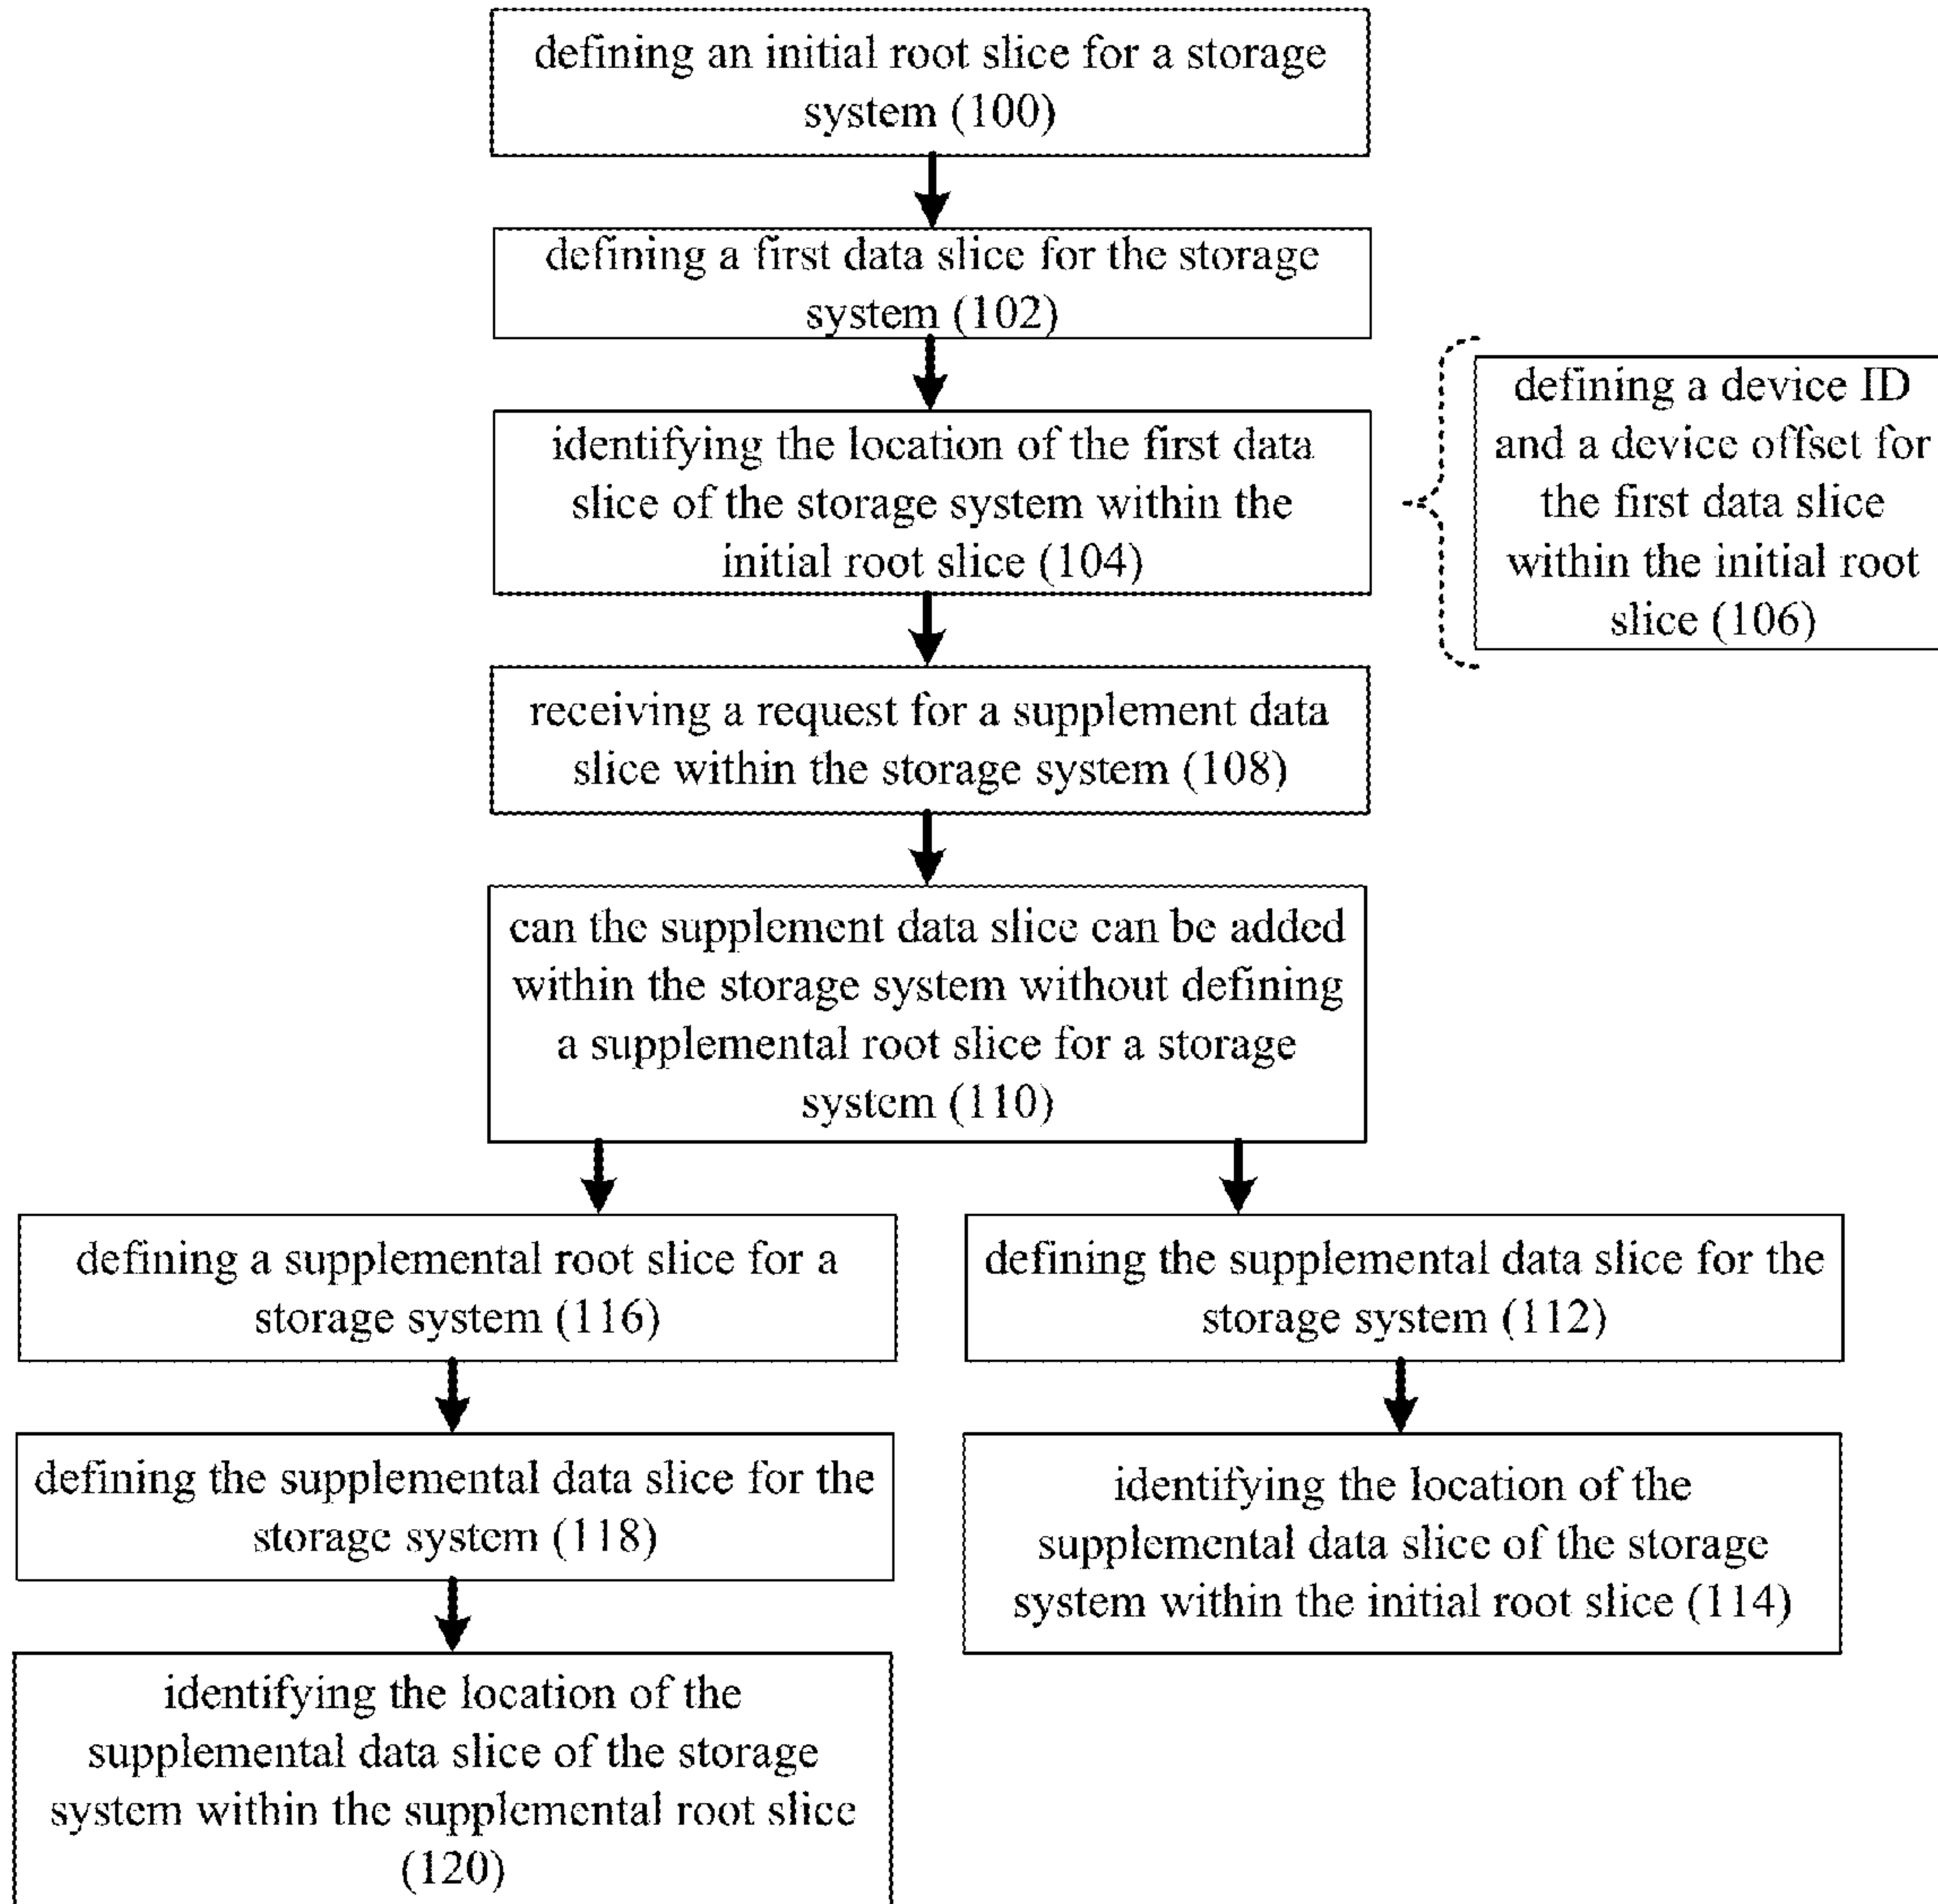 defining an initial root slice for a storage
system (100)
defining a first data slice for the storage
system (102)
identifying the location of the first data
slice of the storage system within the
initial root slice (104)
defining a device ID
and a device offset for
the first data slice
within the initial root
slice (106)
receiving a request for a supplement data
slice within the storage system (108)
can the supplement data slice can be added
within the storage system without defining
a supplemental root slice for a storage
system (110)
defining a supplemental root slice for a
storage system (116)
defining the supplemental data slice for the
storage system (112)
defining the supplemental data slice for the
storage system (118)
identifying the location of the
supplemental data slice of the storage
system within the initial root slice (114)
identifying the location of the
supplemental data slice of the storage
system within the supplemental root slice
(120)